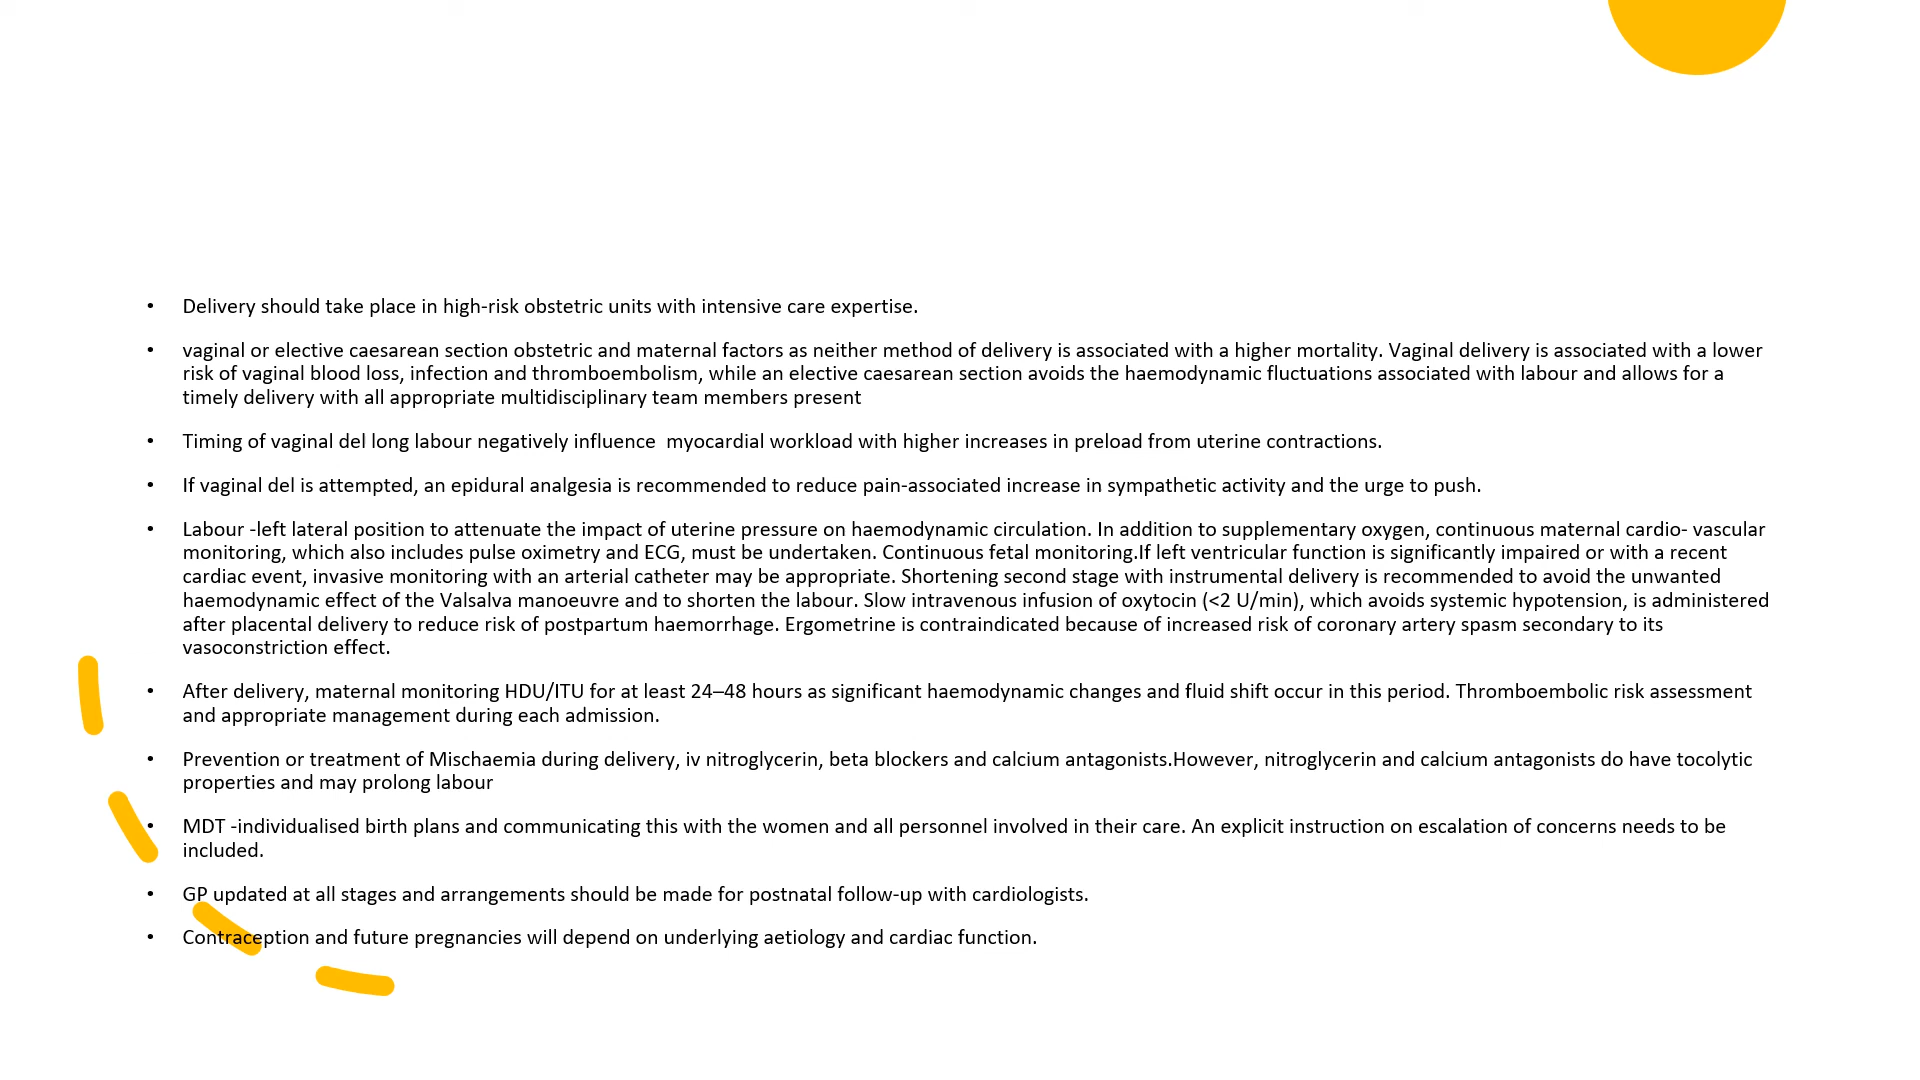 • Delivery should take place in high-risk obstetric units with intensive care expertise.
• vaginal or elective caesarean section obstetric and maternal factors as neither method of delivery is associated with a higher mortality. Vaginal delivery is associated with a lower
risk of vaginal blood loss, infection and thromboembolism, while an elective caesarean section avoids the haemodynamic fluctuations associated with labour and allows for a
timely delivery with all appropriate multidisciplinary team members present
• Timing of vaginal del long labour negatively influence  myocardial workload with higher increases in preload from uterine contractions.
• If vaginal del is attempted, an epidural analgesia is recommended to reduce pain-associated increase in sympathetic activity and the urge to push.
• Labour -left lateral position to attenuate the impact of uterine pressure on haemodynamic circulation. In addition to supplementary oxygen, continuous maternal cardio- vascular
monitoring, which also includes pulse oximetry and ECG, must be undertaken. Continuous fetal monitoring.If left ventricular function is significantly impaired or with a recent
cardiac event, invasive monitoring with an arterial catheter may be appropriate. Shortening second stage with instrumental delivery is recommended to avoid the unwanted
haemodynamic effect of the Valsalva manoeuvre and to shorten the labour. Slow intravenous infusion of oxytocin (<2 U/min), which avoids systemic hypotension, is administered
after placental delivery to reduce risk of postpartum haemorrhage. Ergometrine is contraindicated because of increased risk of coronary artery spasm secondary to its
vasoconstriction effect.
• After delivery, maternal monitoring HDU/ITU for at least 24–48 hours as significant haemodynamic changes and fluid shift occur in this period. Thromboembolic risk assessment
and appropriate management during each admission.
• Prevention or treatment of Mischaemia during delivery, iv nitroglycerin, beta blockers and calcium antagonists.However, nitroglycerin and calcium antagonists do have tocolytic
properties and may prolong labour
• MDT -individualised birth plans and communicating this with the women and all personnel involved in their care. An explicit instruction on escalation of concerns needs to be
included.
• GP updated at all stages and arrangements should be made for postnatal follow-up with cardiologists.
• Contraception and future pregnancies will depend on underlying aetiology and cardiac function.